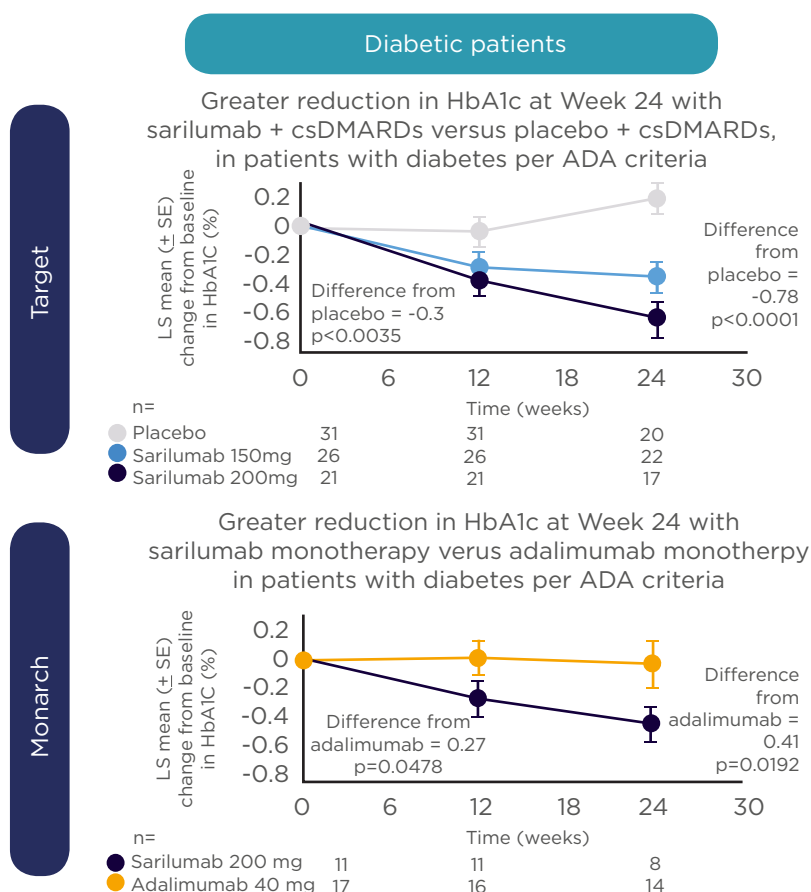 Diabetic patients
Target
Greater reduction in HbA1c at Week 24 with
sarilumab + csDMARDs versus placebo + csDMARDs,
in patients with diabetes per ADA criteria
LS mean (± SE)
change from baseline
in HbA1C (%)
0.2
0
-0.2
-0.4
-0.6
-0.8
Difference from
placebo = -0.3
p<0.0035
Difference
from
placebo =
-0.78
p<0.0001
0 6 12 18 24 30
n= Time (weeks)
Placebo 31 31 20
Sarilumab 150mg 26 26 22
Sarilumab 200mg 21 21 17
Monarch
Greater reduction in HbA1c at Week 24 with
sarilumab monotherapy verus adalimumab monotherpy
in patients with diabetes per ADA criteria
LS mean (± SE)
change from baseline
in HbA1C (%)
0.2
0
-0.2
-0.4
-0.6
-0.8
Difference from
adalimumab = 0.27
p=0.0478
Difference
from
adalimumab =
0.41
p=0.0192
0 6 12 18 24 30
n= Time (weeks)
Sarilumab 200 mg 11 11 8
Adalimumab 40 mg 17 16 14